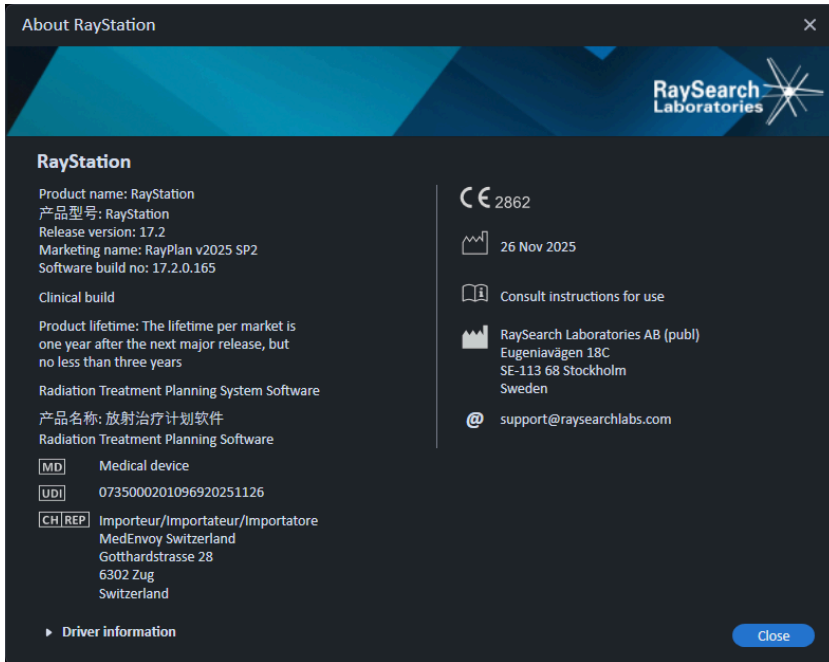 About RayStation
RaySearch
Laboratories
RayStation
Product name: RayStation
产品型号: RayStation
Release version: 17.2
Marketing name: RayPlan v2025 SP2
Software build no: 17.2.0.165
Clinical build
Product lifetime: The lifetime per market is
one year after the next major release, but
no less than three years
Radiation Treatment Planning System Software
产品名称: 放射治疗计划软件
Radiation Treatment Planning Software
MD Medical device
UDI 0735000201096920251126
CH REP Importeur/Importateur/Importatore
MedEnvoy Switzerland
Gotthardstrasse 28
6302 Zug
Switzerland
Driver information
CE 2862
26 Nov 2025
Consult instructions for use
RaySearch Laboratories AB (publ)
Eugeniavägen 18C
SE-113 68 Stockholm
Sweden
@ support@raysearchlabs.com
Close